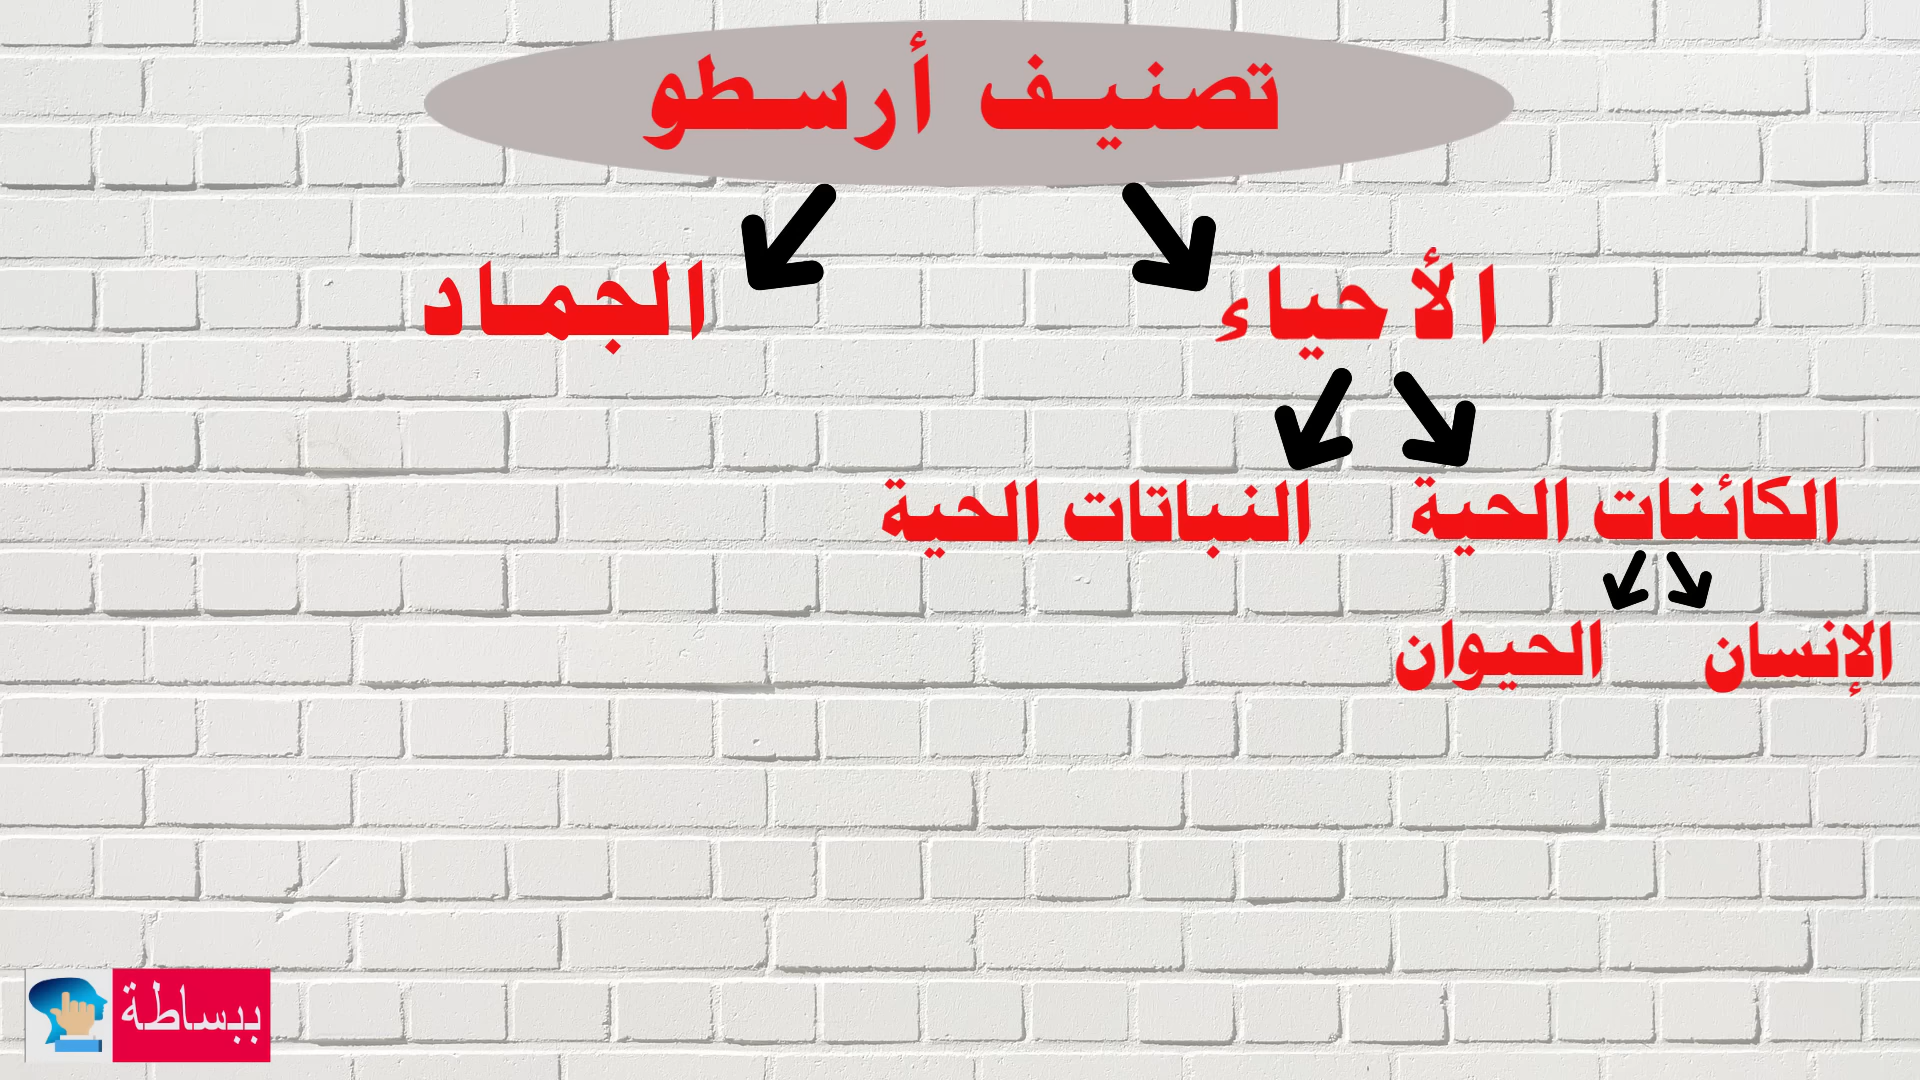 تصنيف أرسطو
الأحياء
الجماد
الكائنات الحية
النباتات الحية
الإنسان
الحيوان
ببساطة